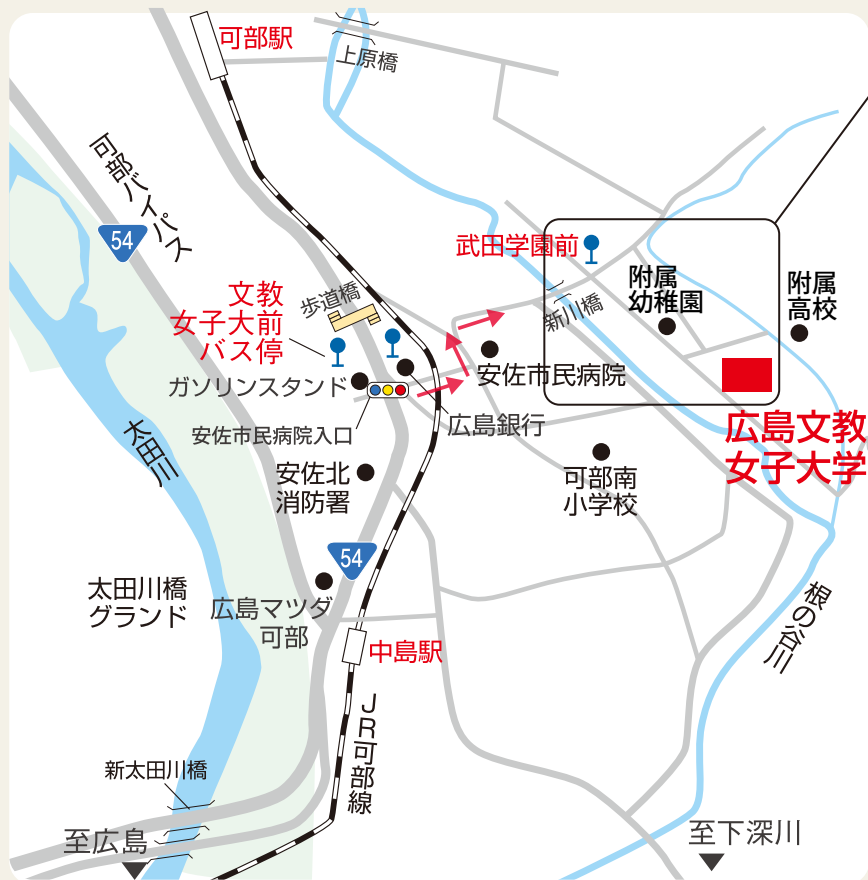 可部駅
上原橋
可部バイパス
54
武田学園前
附属
幼稚園
附属
高校
文教
女子大前
バス停
歩道橋
新川橋
ガソリンスタンド
安佐市民病院
安佐市民病院入口
広島銀行
広島文教
女子大学
太田川
安佐北
消防署
可部南
小学校
54
太田川橋
グランド
広島マツダ
可部
根の谷川
中島駅
JR可部線
新太田川橋
至広島
至下深川